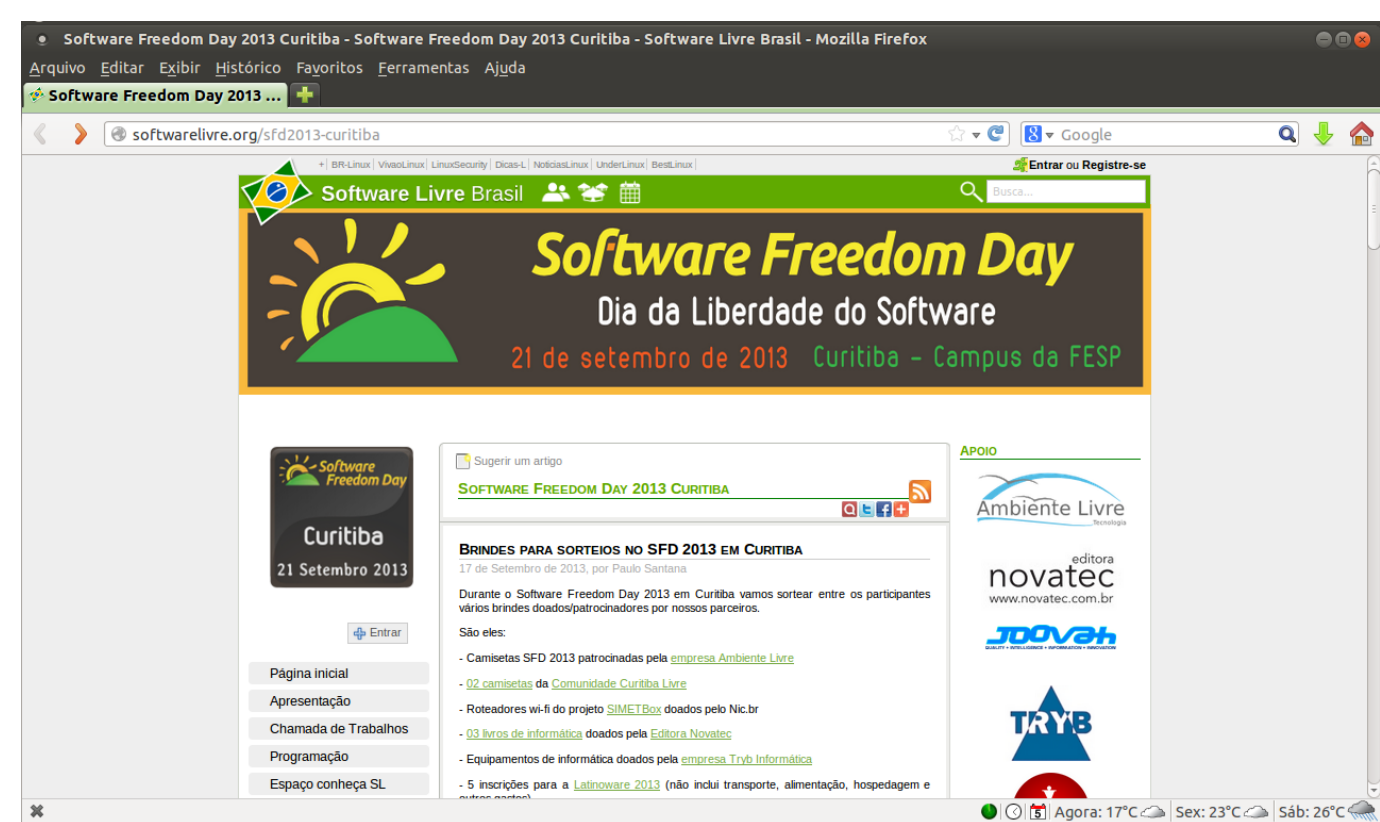 Software Freedom Day 2013 Curitiba - Software Freedom Day 2013 Curitiba - Software Livre Brasil - Mozilla Firefox
Arquivo Editar Exibir Histórico Favoritos Ferramentas Ajuda
Software Freedom Day 2013 ...
softwarelivre.org/sfd2013-curitiba
8 Google
+ | BR-Linux | VivaoLinux | LinuxSecurity | Dicas-L | NoticiasLinux | UnderLinux | BestLinux |
Entrar ou Registre-se
Software Livre Brasil
Busca...
Software Freedom Day
Dia da Liberdade do Software
21 de setembro de 2013 Curitiba – Campus da FESP
Software
Freedom Day
Curitiba
21 Setembro 2013
Entrar
Página inicial
Apresentação
Chamada de Trabalhos
Programação
Espaço conheça SL
Sugerir um artigo
SOFTWARE FREEDOM DAY 2013 CURITIBA
BRINDES PARA SORTEIOS NO SFD 2013 EM CURITIBA
17 de Setembro de 2013, por Paulo Santana
Durante o Software Freedom Day 2013 em Curitiba vamos sortear entre os participantes
vários brindes doados/patrocinadores por nossos parceiros.
São eles:
- Camisetas SFD 2013 patrocinadas pela empresa Ambiente Livre
- 02 camisetas da Comunidade Curitiba Livre
- Roteadores wi-fi do projeto SIMETBox doados pelo Nic.br
- 03 livros de informática doados pela Editora Novatec
- Equipamentos de informática doados pela empresa Tryb Informática
- 5 inscrições para a Latinoware 2013 (não inclui transporte, alimentação, hospedagem e
outros gastos)
APOIO
Ambiente Livre
Tecnologia
editora
novatec
www.novatec.com.br
JOOVAH
QUALITY • INTELLIGENCE • INFORMATION • INNOVATION
TRYB
5 Agora: 17°C Sex: 23°C Sáb: 26°C